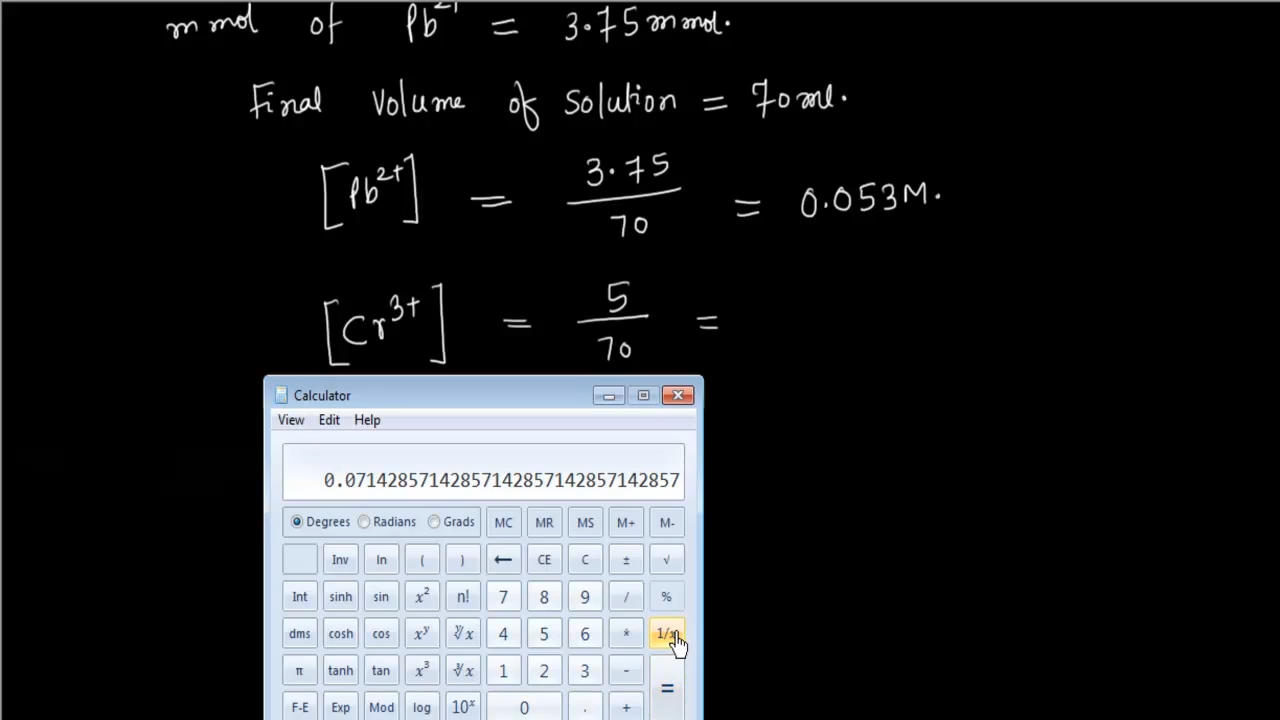 m mol of Pb²⁺ = 3.75 m mol.
Final Volume of Solution = 70 ml.
[Pb²⁺] = 3.75/70 = 0.053M.
[Cr³⁺] = 5/70 =
Calculator
View Edit Help
0.07142857142857142857142857142857
Degrees Radians Grads MC MR MS M+ M-
Inv ln ( ) ← CE C ± √
Int sinh sin x² n! 7 8 9 / %
dms cosh cos xʸ ʸ√x 4 5 6 * 1/x
π tanh tan x³ ³√x 1 2 3 - =
F-E Exp Mod log 10ˣ 0 . +